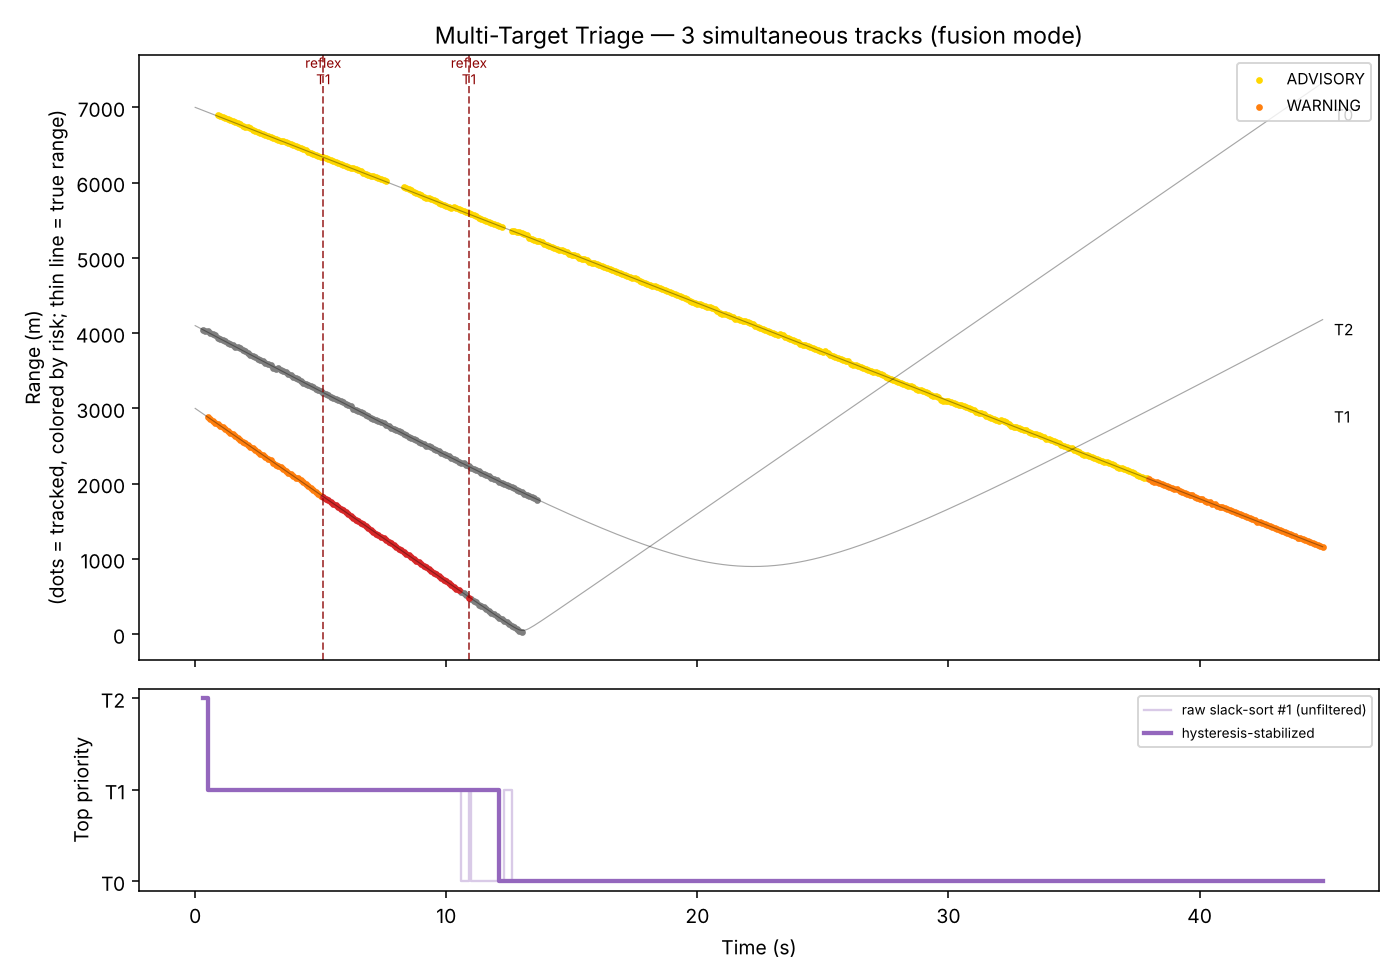 Multi-Target Triage — 3 simultaneous tracks (fusion mode)
reflex
T1
reflex
T1
ADVISORY
WARNING
T0
Range (m)
(dots = tracked, colored by risk; thin line = true range)
7000
6000
5000
4000
3000
2000
1000
0
T2
T1
Top priority
T2
T1
T0
raw slack-sort #1 (unfiltered)
hysteresis-stabilized
0
10
20
30
40
Time (s)